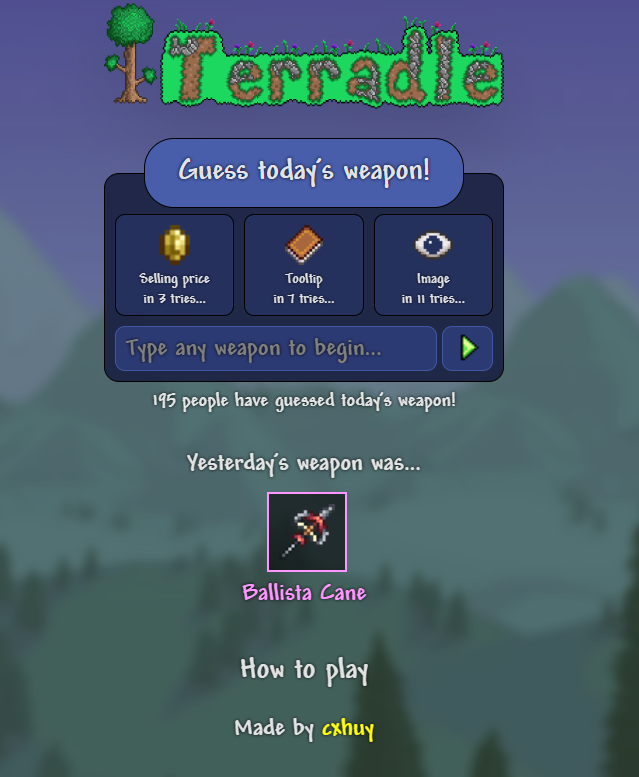 Terradle
Guess today's weapon!
Selling price
in 3 tries...
Tooltip
in 7 tries...
Image
in 11 tries...
Type any weapon to begin...
195 people have guessed today's weapon!
Yesterday's weapon was...
Ballista Cane
How to play
Made by cxhuy